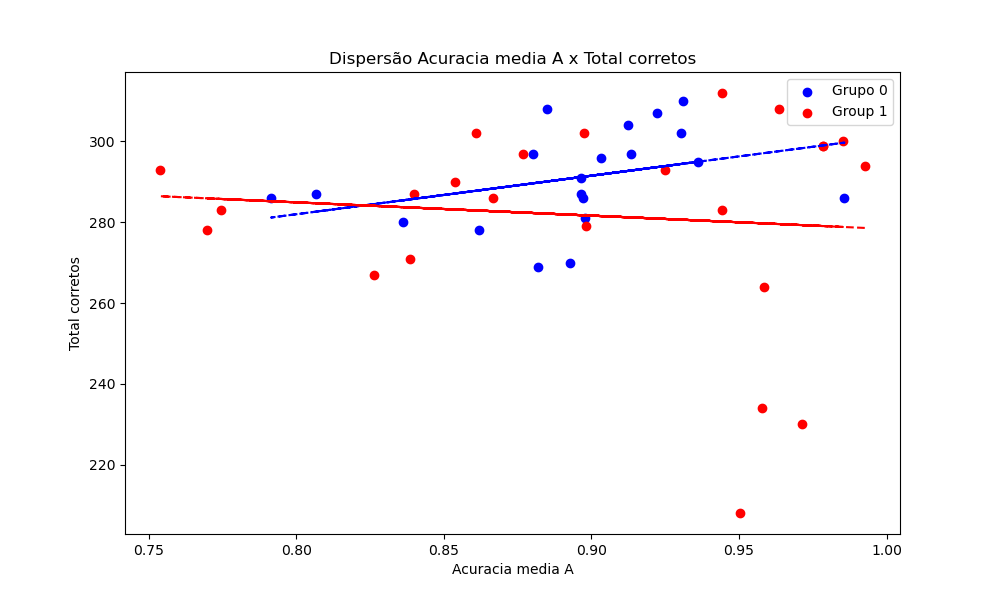 Dispersão Acuracia media A x Total corretos
Grupo 0
Group 1
Total corretos
300
280
260
240
220
0.75
0.80
0.85
0.90
0.95
1.00
Acuracia media A